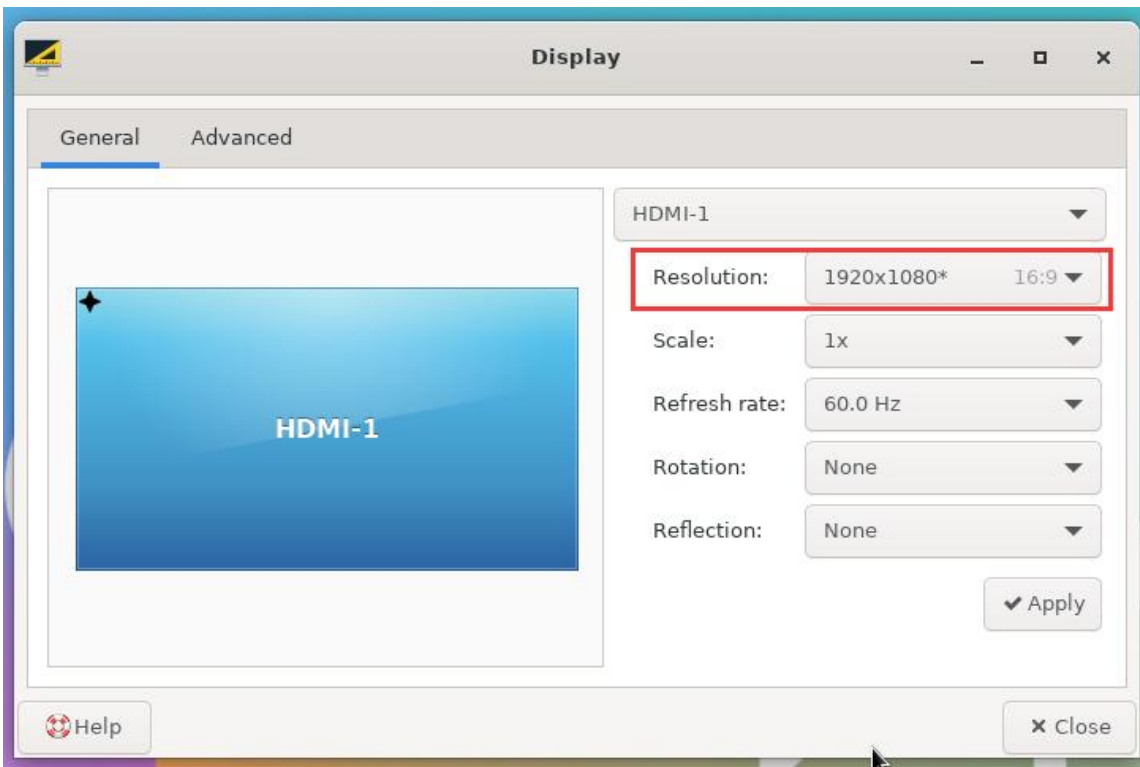 Display
General Advanced
HDMI-1
HDMI-1
Resolution: 1920x1080* 16:9
Scale: 1x
Refresh rate: 60.0 Hz
Rotation: None
Reflection: None
Apply
Help Close